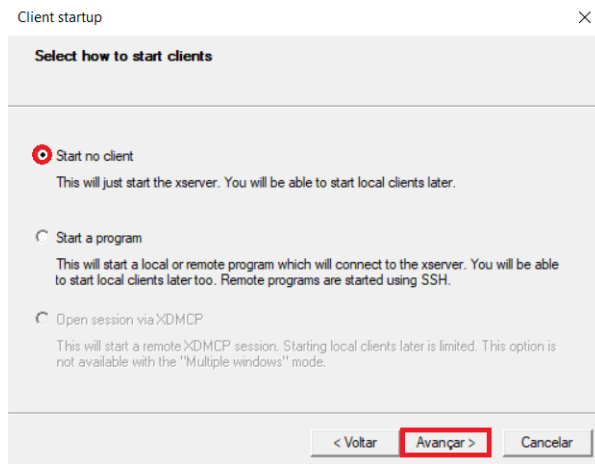 Client startup
Select how to start clients
Start no client
This will just start the xserver. You will be able to start local clients later.
Start a program
This will start a local or remote program which will connect to the xserver. You will be able
to start local clients later too. Remote programs are started using SSH.
Open session via XDMCP
This will start a remote XDMCP session. Starting local clients later is limited. This option is
not available with the "Multiple windows" mode.
< Voltar Avançar > Cancelar